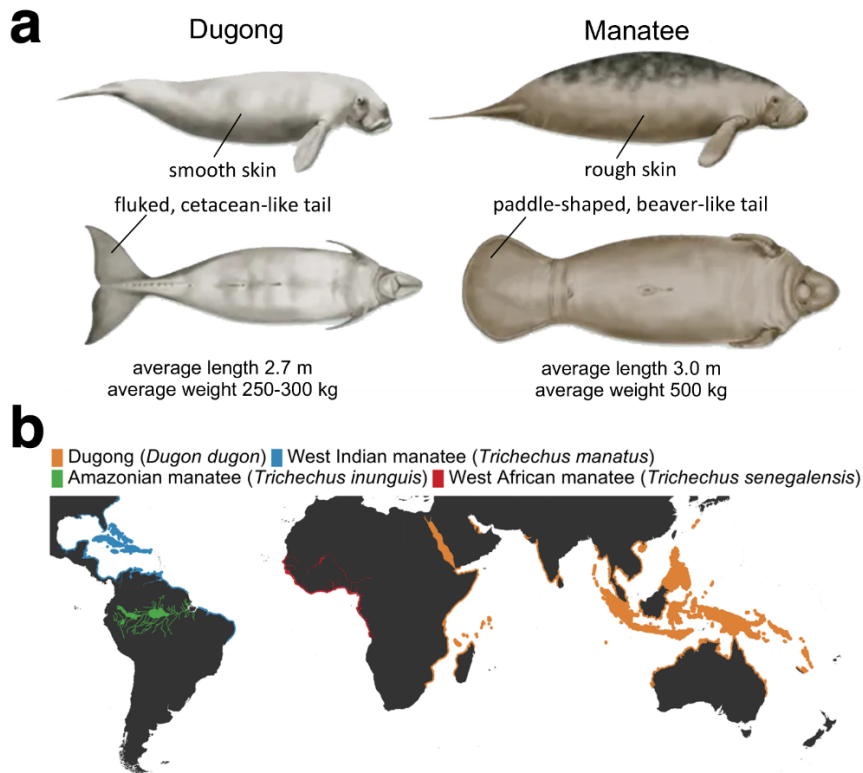 a
Dugong
Manatee
smooth skin
rough skin
fluked, cetacean-like tail
paddle-shaped, beaver-like tail
average length 2.7 m
average weight 250-300 kg
average length 3.0 m
average weight 500 kg
b
Dugong (Dugon dugon) West Indian manatee (Trichechus manatus)
Amazonian manatee (Trichechus inunguis) West African manatee (Trichechus senegalensis)